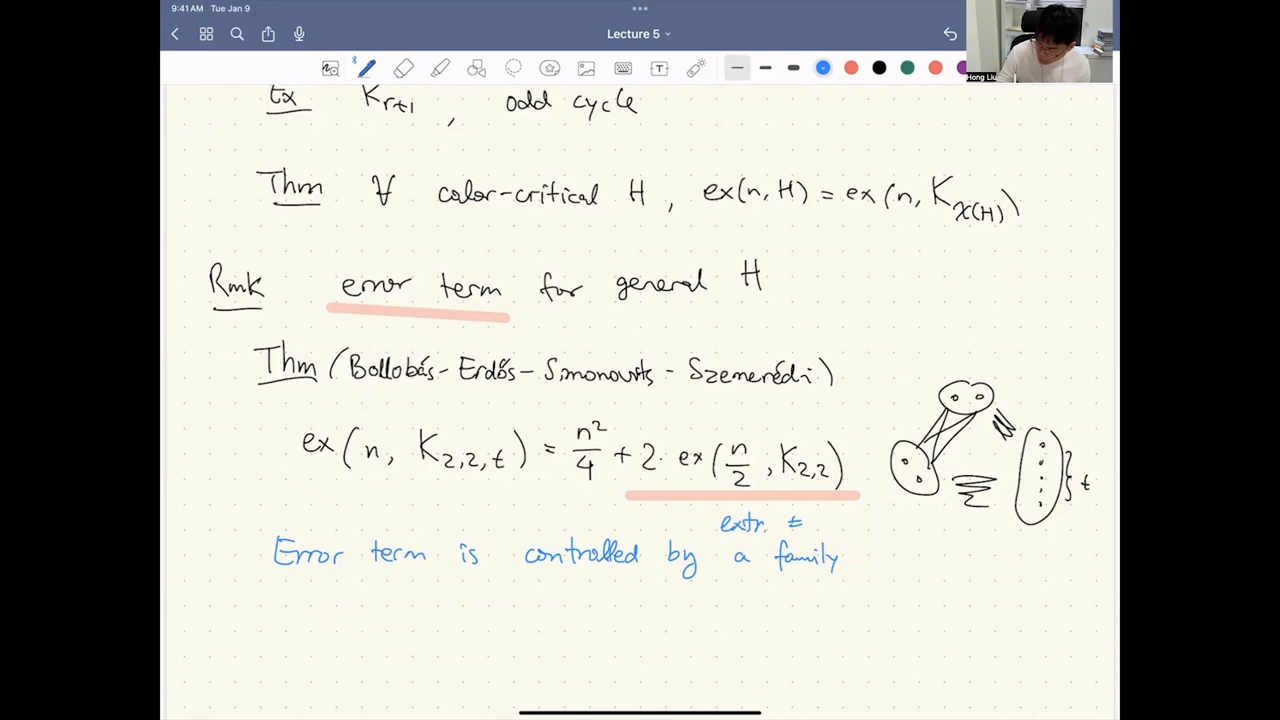 9:41 AM Tue Jan 9
Lecture 5
Hong Liu
Ex K_{r+1}, odd cycle
Thm ∀ color-critical H, ex(n, H) = ex(n, K_{χ(H)})
Rmk error term for general H
Thm (Bollobás - Erdős - Simonovits - Szemerédi)
ex(n, K_{2,2,t}) = n²/4 + 2 · ex(n/2, K_{2,2})
t
extr. #
Error term is controlled by a family